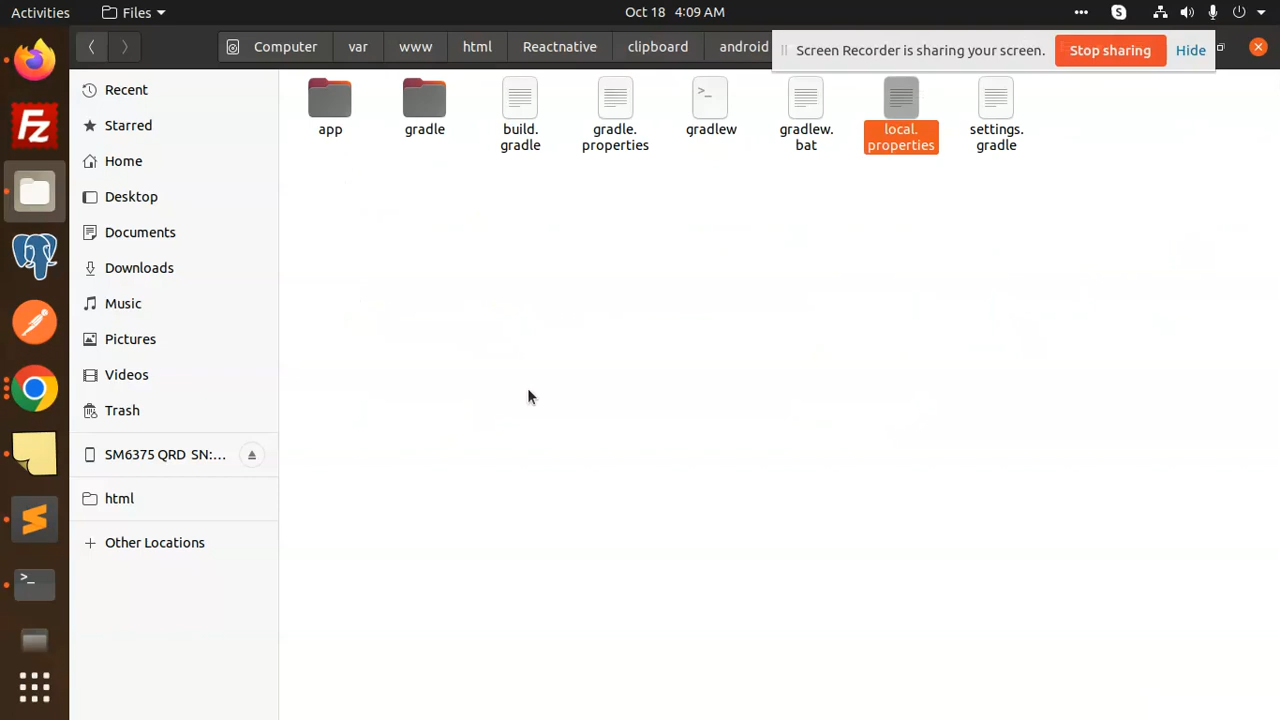 Activities Files Oct 18 4:09 AM
Computer var www html Reactnative clipboard android
Screen Recorder is sharing your screen. Stop sharing Hide
Recent
Starred
Home
Desktop
Documents
Downloads
Music
Pictures
Videos
Trash
SM6375 QRD SN:...
html
Other Locations
app
gradle
build.
gradle
gradle.
properties
gradlew
gradlew.
bat
local.
properties
settings.
gradle